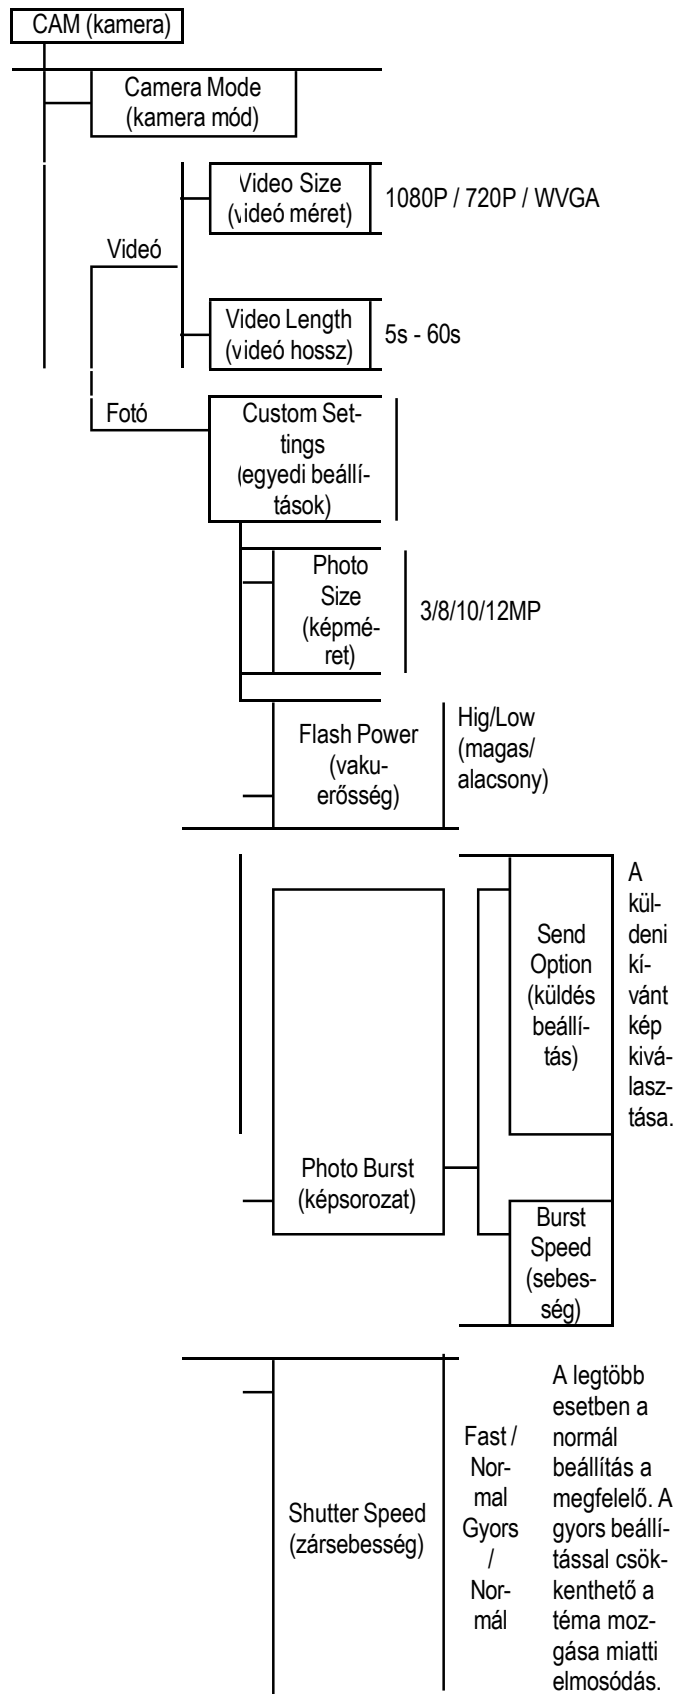 CAM (kamera)
Camera Mode
(kamera mód)
Video Size
(videó méret)
1080P / 720P / WVGA
Videó
Video Length
(videó hossz)
5s - 60s
Fotó
Custom Set-
tings
(egyedi beállí-
tások)
Photo
Size
(képmé-
ret)
3/8/10/12MP
Flash Power
(vaku-
erősség)
Hig/Low
(magas/
alacsony)
Send
Option
(küldés
beállí-
tás)
A
kül-
deni
kí-
vánt
kép
kivá-
lasz-
tása.
Photo Burst
(képsorozat)
Burst
Speed
(sebes-
ség)
Shutter Speed
(zársebesség)
Fast /
Nor-
mal
Gyors
/
Nor-
mál
A legtöbb
esetben a
normál
beállítás a
megfelelő. A
gyors beállí-
tással csök-
kenthető a
téma moz-
gása miatti
elmosódás.